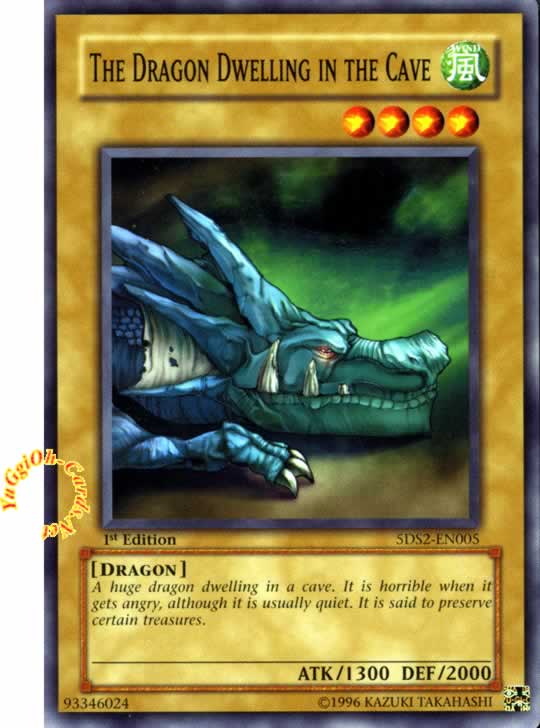 THE DRAGON DWELLING IN THE CAVE
WIND
風
1st Edition
5DS2-EN005
[DRAGON]
A huge dragon dwelling in a cave. It is horrible when it
gets angry, although it is usually quiet. It is said to preserve
certain treasures.
ATK/1300 DEF/2000
93346024
©1996 KAZUKI TAKAHASHI
YuGgiOh-Cards.Net